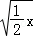 √(1/2 x)